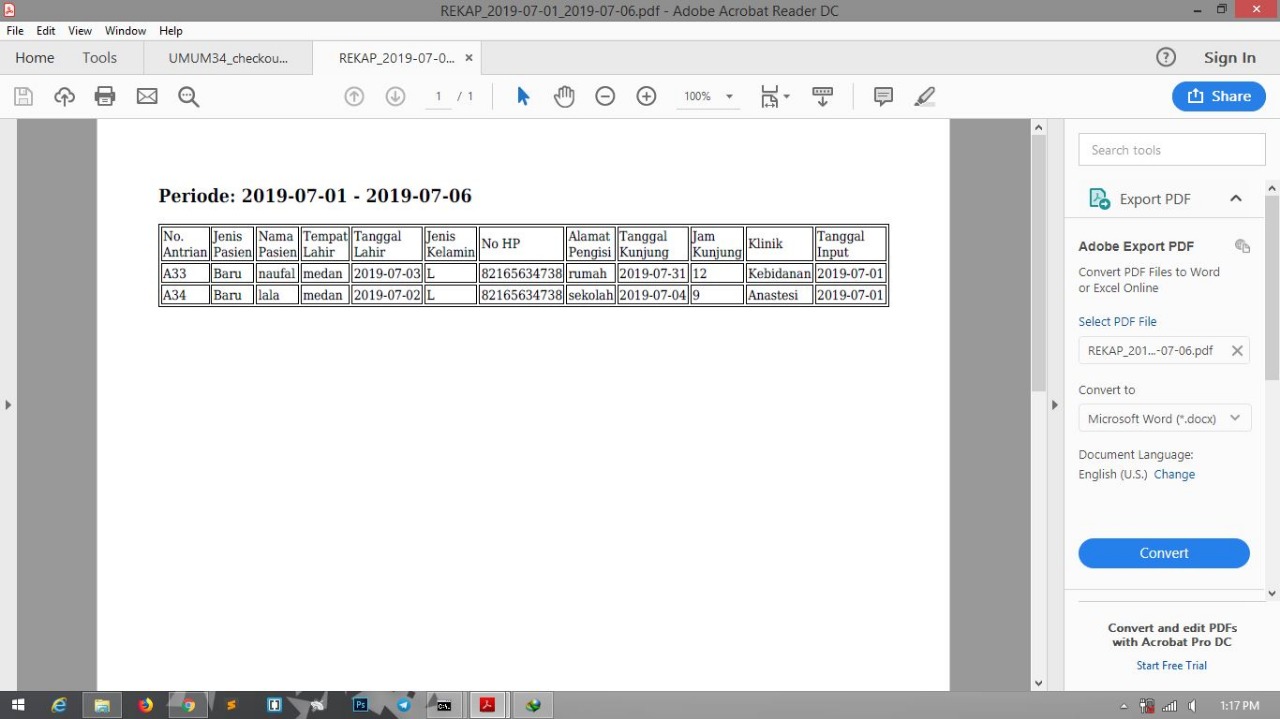 REKAP_2019-07-01_2019-07-06.pdf - Adobe Acrobat Reader DC
File Edit View Window Help
Home Tools UMUM34_checkou... REKAP_2019-07-0... × Sign In
1 / 1 100% Share
Search tools
Export PDF
Adobe Export PDF
Convert PDF Files to Word
or Excel Online
Select PDF File
REKAP_201...-07-06.pdf
Convert to
Microsoft Word (*.docx)
Document Language:
English (U.S.) Change
Convert
Convert and edit PDFs
with Acrobat Pro DC
Start Free Trial
Periode: 2019-07-01 - 2019-07-06
No. Antrian Jenis Pasien Nama Pasien Tempat Lahir Tanggal Lahir Jenis Kelamin No HP Alamat Pengisi Tanggal Kunjung Jam Kunjung Klinik Tanggal Input
A33 Baru naufal medan 2019-07-03 L 82165634738 rumah 2019-07-31 12 Kebidanan 2019-07-01
A34 Baru lala medan 2019-07-02 L 82165634738 sekolah 2019-07-04 9 Anastesi 2019-07-01
1:17 PM